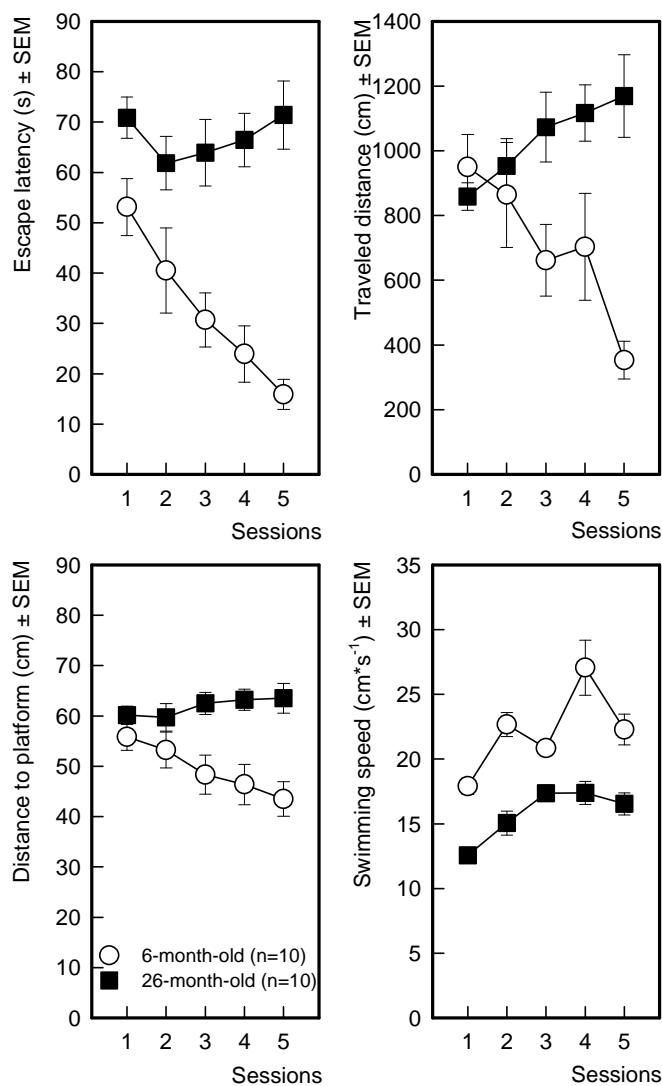 Escape latency (s) ± SEM
90
80
70
60
50
40
30
20
10
0
1 2 3 4 5
Sessions
Traveled distance (cm) ± SEM
1400
1200
1000
800
600
400
200
0
1 2 3 4 5
Sessions
Distance to platform (cm) ± SEM
90
80
70
60
50
40
30
20
10
0
6-month-old (n=10)
26-month-old (n=10)
1 2 3 4 5
Sessions
Swimming speed (cm*s⁻¹) ± SEM
35
30
25
20
15
10
5
0
1 2 3 4 5
Sessions